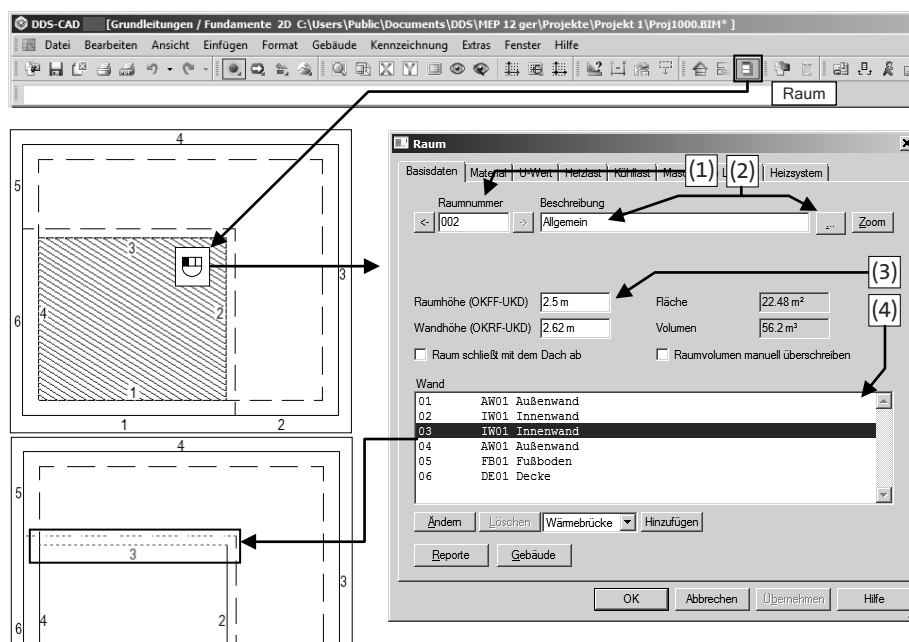 DDS-CAD [Grundleitungen / Fundamente 2D C:\Users\Public\Documents\DDS\MEP 12 ger\Projekte\Projekt 1\Proj1000.BIM* ]
Datei Bearbeiten Ansicht Einfügen Format Gebäude Kennzeichnung Extras Fenster Hilfe
Raum
4
5
3
3
6
4
2
1
1
2
4
5
3
3
6
4
2
Raum
Basisdaten Material U-Wert Heizlast Kühllast Heizsystem
(1) (2)
Raumnummer Beschreibung
<- 002 -> Allgemein ... Zoom
(3)
Raumhöhe (OKFF-UKD) 2.5 m Fläche 22.48 m²
(4)
Wandhöhe (OKRF-UKD) 2.62 m Volumen 56.2 m³
Raum schließt mit dem Dach ab Raumvolumen manuell überschreiben
Wand
01 AW01 Außenwand
02 IW01 Innenwand
03 IW01 Innenwand
04 AW01 Außenwand
05 FB01 Fußboden
06 DE01 Decke
Ändern Löschen Wärmebrücke Hinzufügen
Reporte Gebäude
OK Abbrechen Übernehmen Hilfe